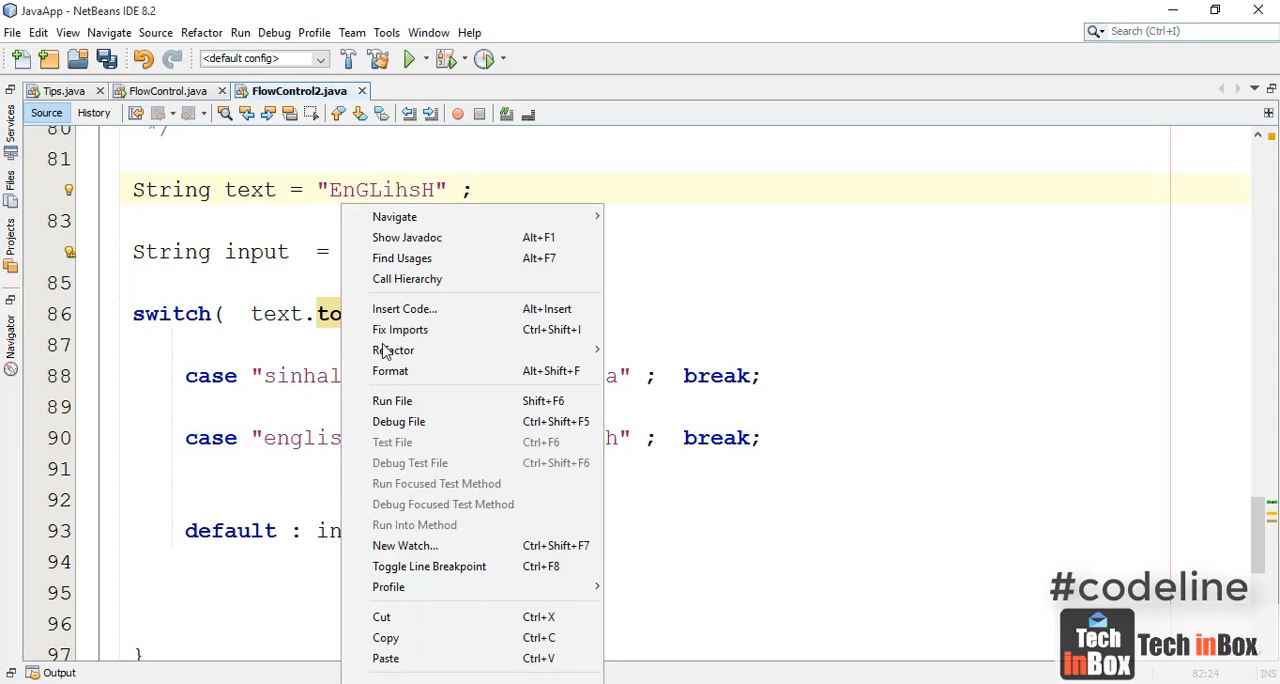 JavaApp - NetBeans IDE 8.2
File Edit View Navigate Source Refactor Run Debug Profile Team Tools Window Help
Search (Ctrl+I)
<default config>
Tips.java FlowControl.java FlowControl2.java
Source History
Services
Files
Projects
Navigator
80 */
81
String text = "EnGLihsH" ;
83
String input =
85
86 switch( text.to
87
88 case "sinhal a" ; break;
89
90 case "englis h" ; break;
91
92
93 default : in
94
95
96
97 }
Navigate
Show Javadoc Alt+F1
Find Usages Alt+F7
Call Hierarchy
Insert Code... Alt+Insert
Fix Imports Ctrl+Shift+I
Refactor
Format Alt+Shift+F
Run File Shift+F6
Debug File Ctrl+Shift+F5
Test File Ctrl+F6
Debug Test File Ctrl+Shift+F6
Run Focused Test Method
Debug Focused Test Method
Run Into Method
New Watch... Ctrl+Shift+F7
Toggle Line Breakpoint Ctrl+F8
Profile
Cut Ctrl+X
Copy Ctrl+C
Paste Ctrl+V
#codeline
Tech inBox
Tech inBox
Output
82:24 INS